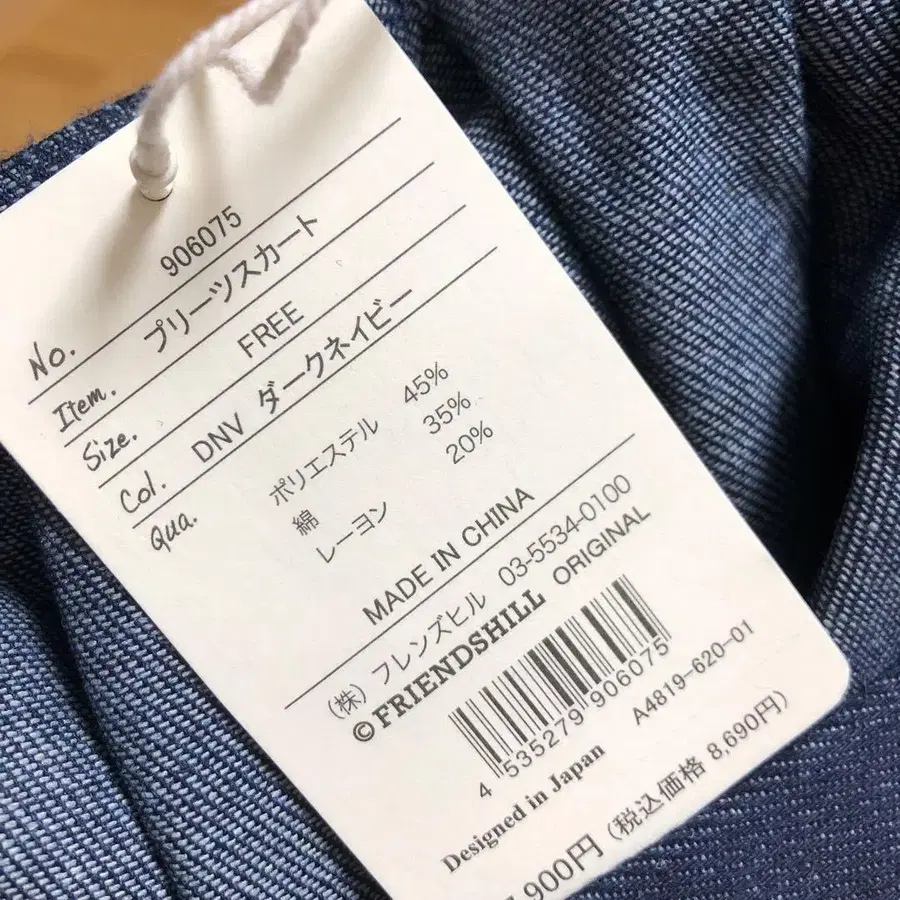 No. 906075
Item. プリーツスカート
Size. FREE
Col. DNV ダークネイビー
Qua. ポリエステル 45%
綿 35%
レーヨン 20%
MADE IN CHINA
(株) フレンズヒル 03-5534-0100
©FRIENDSHILL ORIGINAL
4 535279 906075
Designed in Japan A4819-620-01
,900円 (税込価格 8,690円)